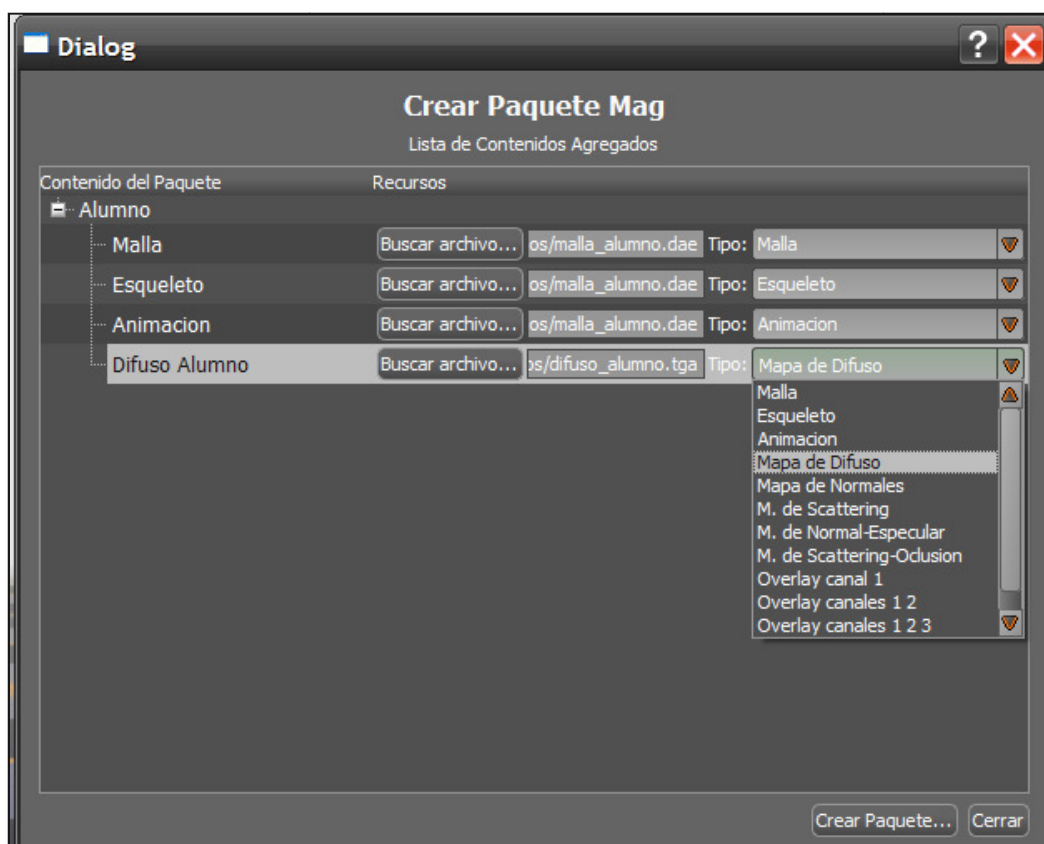 Dialog ?
Crear Paquete Mag
Lista de Contenidos Agregados
Contenido del Paquete Recursos
Alumno
Malla Buscar archivo... os/malla_alumno.dae Tipo: Malla
Esqueleto Buscar archivo... os/malla_alumno.dae Tipo: Esqueleto
Animacion Buscar archivo... os/malla_alumno.dae Tipo: Animacion
Difuso Alumno Buscar archivo... os/difuso_alumno.tga Tipo: Mapa de Difuso
Malla
Esqueleto
Animacion
Mapa de Difuso
Mapa de Normales
M. de Scattering
M. de Normal-Especular
M. de Scattering-Oclusion
Overlay canal 1
Overlay canales 1 2
Overlay canales 1 2 3
Crear Paquete... Cerrar